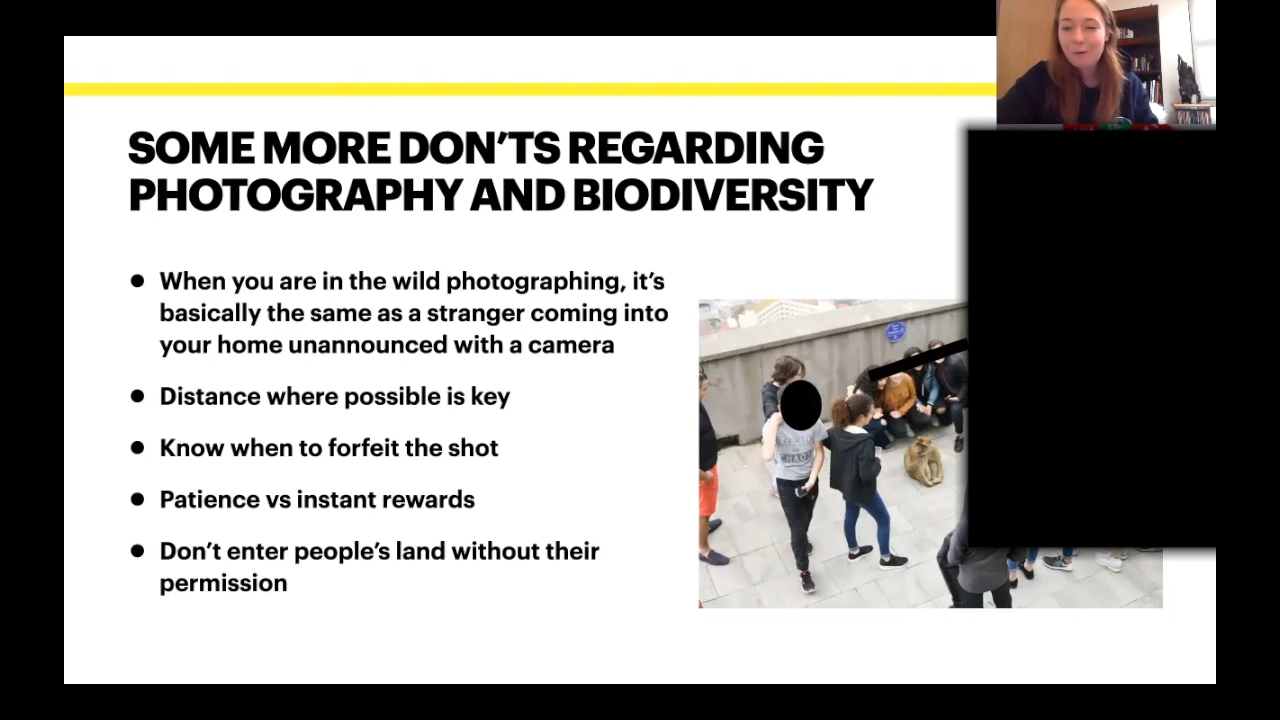 SOME MORE DON'TS REGARDING
PHOTOGRAPHY AND BIODIVERSITY
● When you are in the wild photographing, it's
basically the same as a stranger coming into
your home unannounced with a camera
● Distance where possible is key
● Know when to forfeit the shot
● Patience vs instant rewards
● Don't enter people's land without their
permission
CHAOS